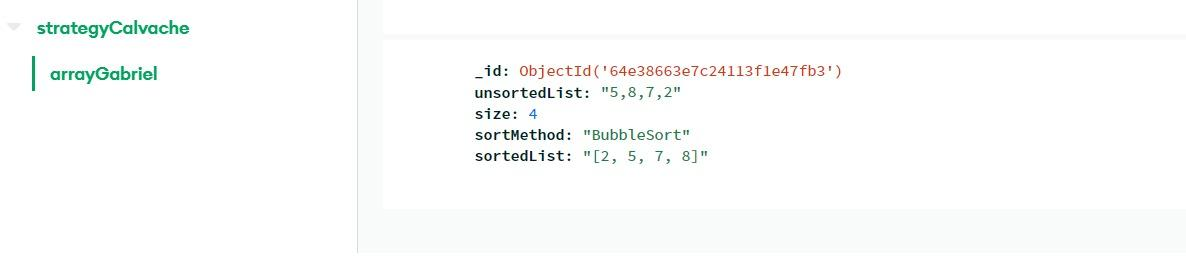 strategyCalvache
arrayGabriel
_id: ObjectId('64e38663e7c24113f1e47fb3')
unsortedList: "5,8,7,2"
size: 4
sortMethod: "BubbleSort"
sortedList: "[2, 5, 7, 8]"